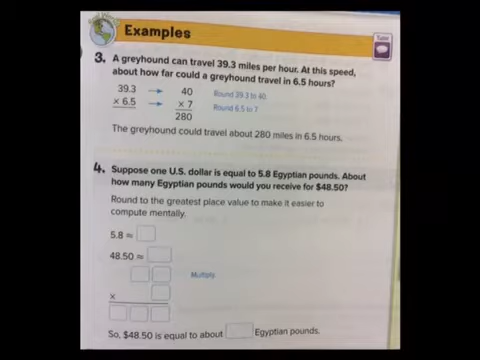 Examples
Tutor
3. A greyhound can travel 39.3 miles per hour. At this speed,
about how far could a greyhound travel in 6.5 hours?
39.3 → 40 Round 39.3 to 40
× 6.5 → × 7 Round 6.5 to 7
280
The greyhound could travel about 280 miles in 6.5 hours.
4. Suppose one U.S. dollar is equal to 5.8 Egyptian pounds. About
how many Egyptian pounds would you receive for $48.50?
Round to the greatest place value to make it easier to
compute mentally.
5.8 ≈
48.50 ≈
Multiply.
×
So, $48.50 is equal to about Egyptian pounds.